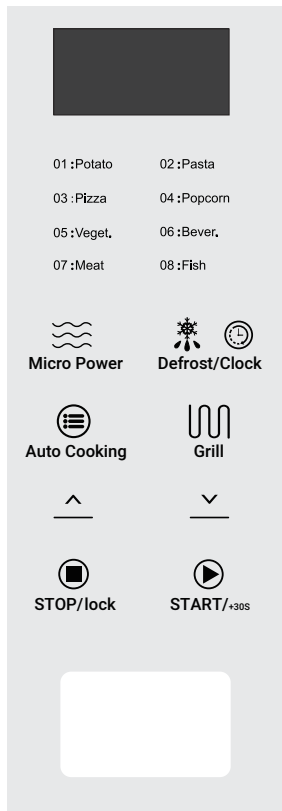 01:Potato 02:Pasta
03:Pizza 04:Popcorn
05:Veget. 06:Bever.
07:Meat 08:Fish
Micro Power Defrost/Clock
Auto Cooking Grill
STOP/lock START/+30S